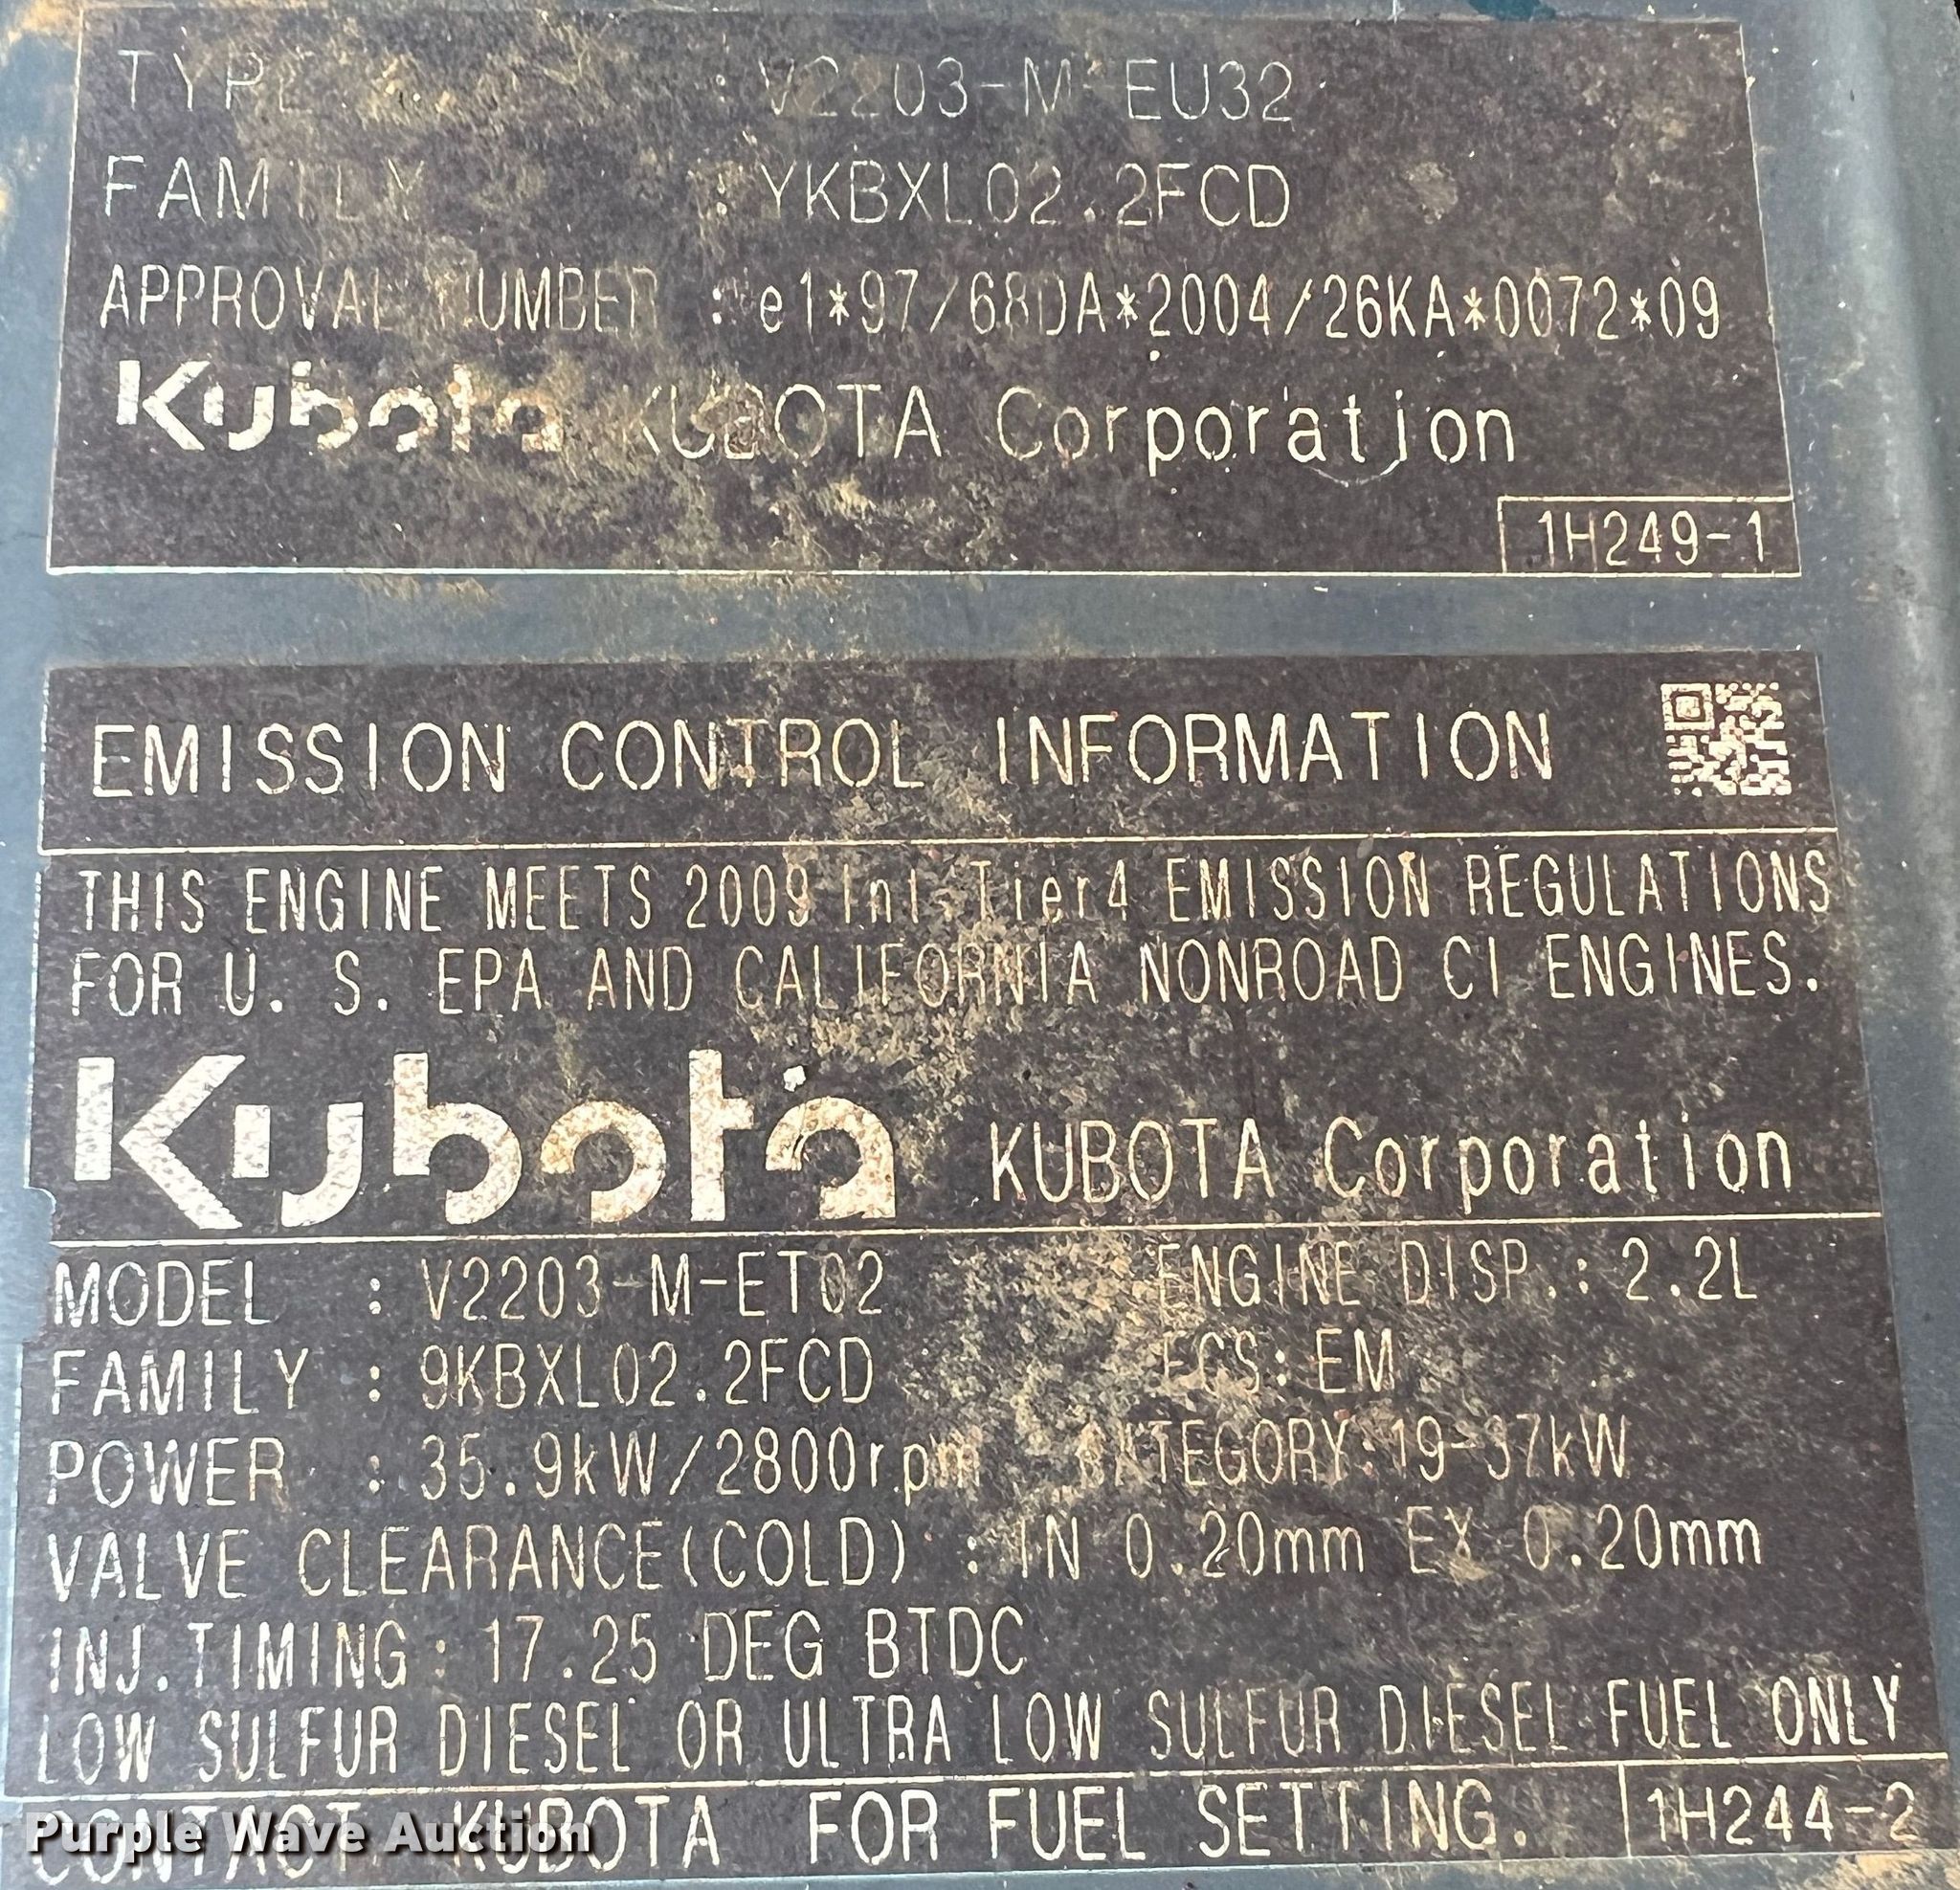 TYPE : V2203-M-EU32
FAMILY : YKBXL02.2FCD
APPROVAL NUMBER : e1*97/68DA*2004/26KA*0072*09
Kubota KUBOTA Corporation
1H249-1
EMISSION CONTROL INFORMATION
THIS ENGINE MEETS 2009 Int. Tier4 EMISSION REGULATIONS
FOR U. S. EPA AND CALIFORNIA NONROAD CI ENGINES.
Kubota KUBOTA Corporation
MODEL : V2203-M-ET02 ENGINE DISP.: 2.2L
FAMILY : 9KBXL02.2FCD ECS: EM
POWER : 35.9kW/2800rpm KATEGORY:19-37kW
VALVE CLEARANCE(COLD) : IN 0.20mm EX 0.20mm
INJ.TIMING: 17.25 DEG BTDC
LOW SULFUR DIESEL OR ULTRA LOW SULFUR DIESEL FUEL ONLY
CONTACT KUBOTA FOR FUEL SETTING. 1H244-2
Purple Wave Auction